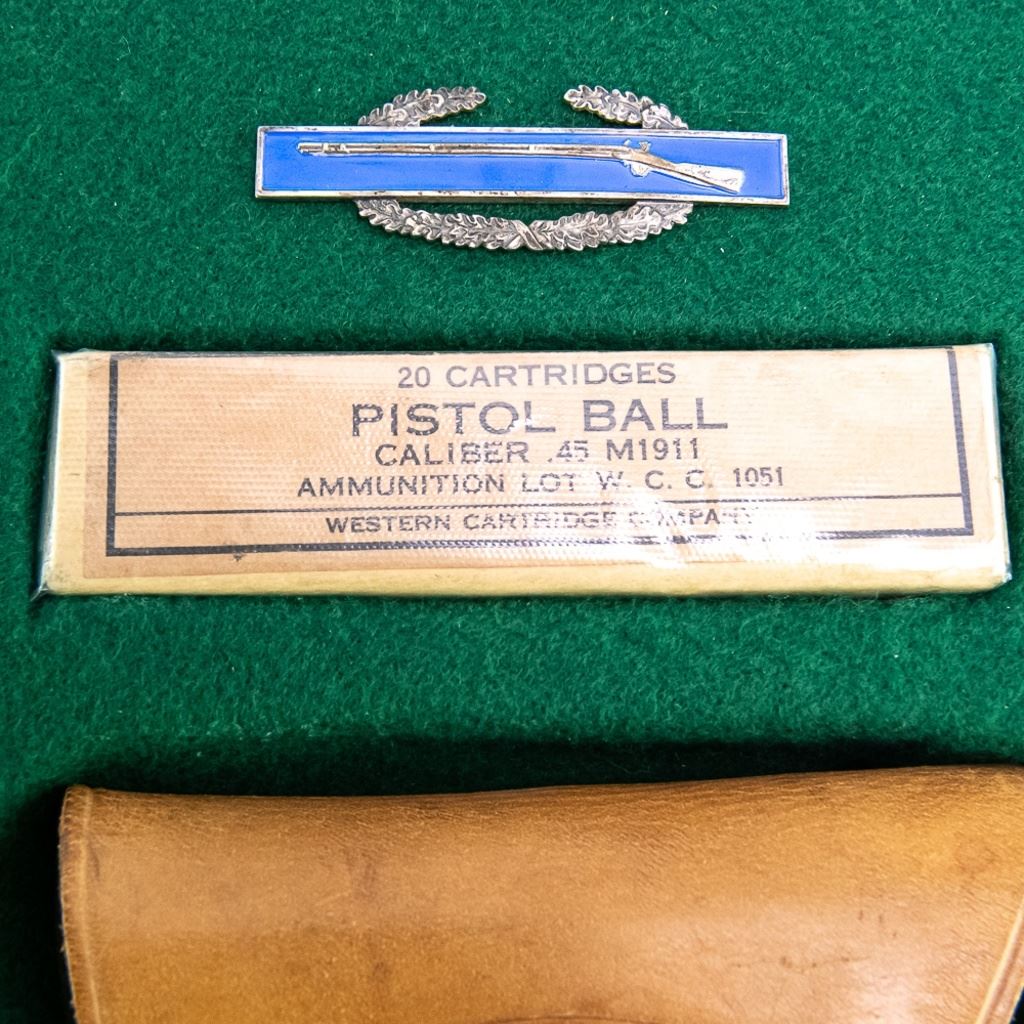 20 CARTRIDGES
PISTOL BALL
CALIBER .45 M1911
AMMUNITION LOT W. C. C. 1051
WESTERN CARTRIDGE COMPANY